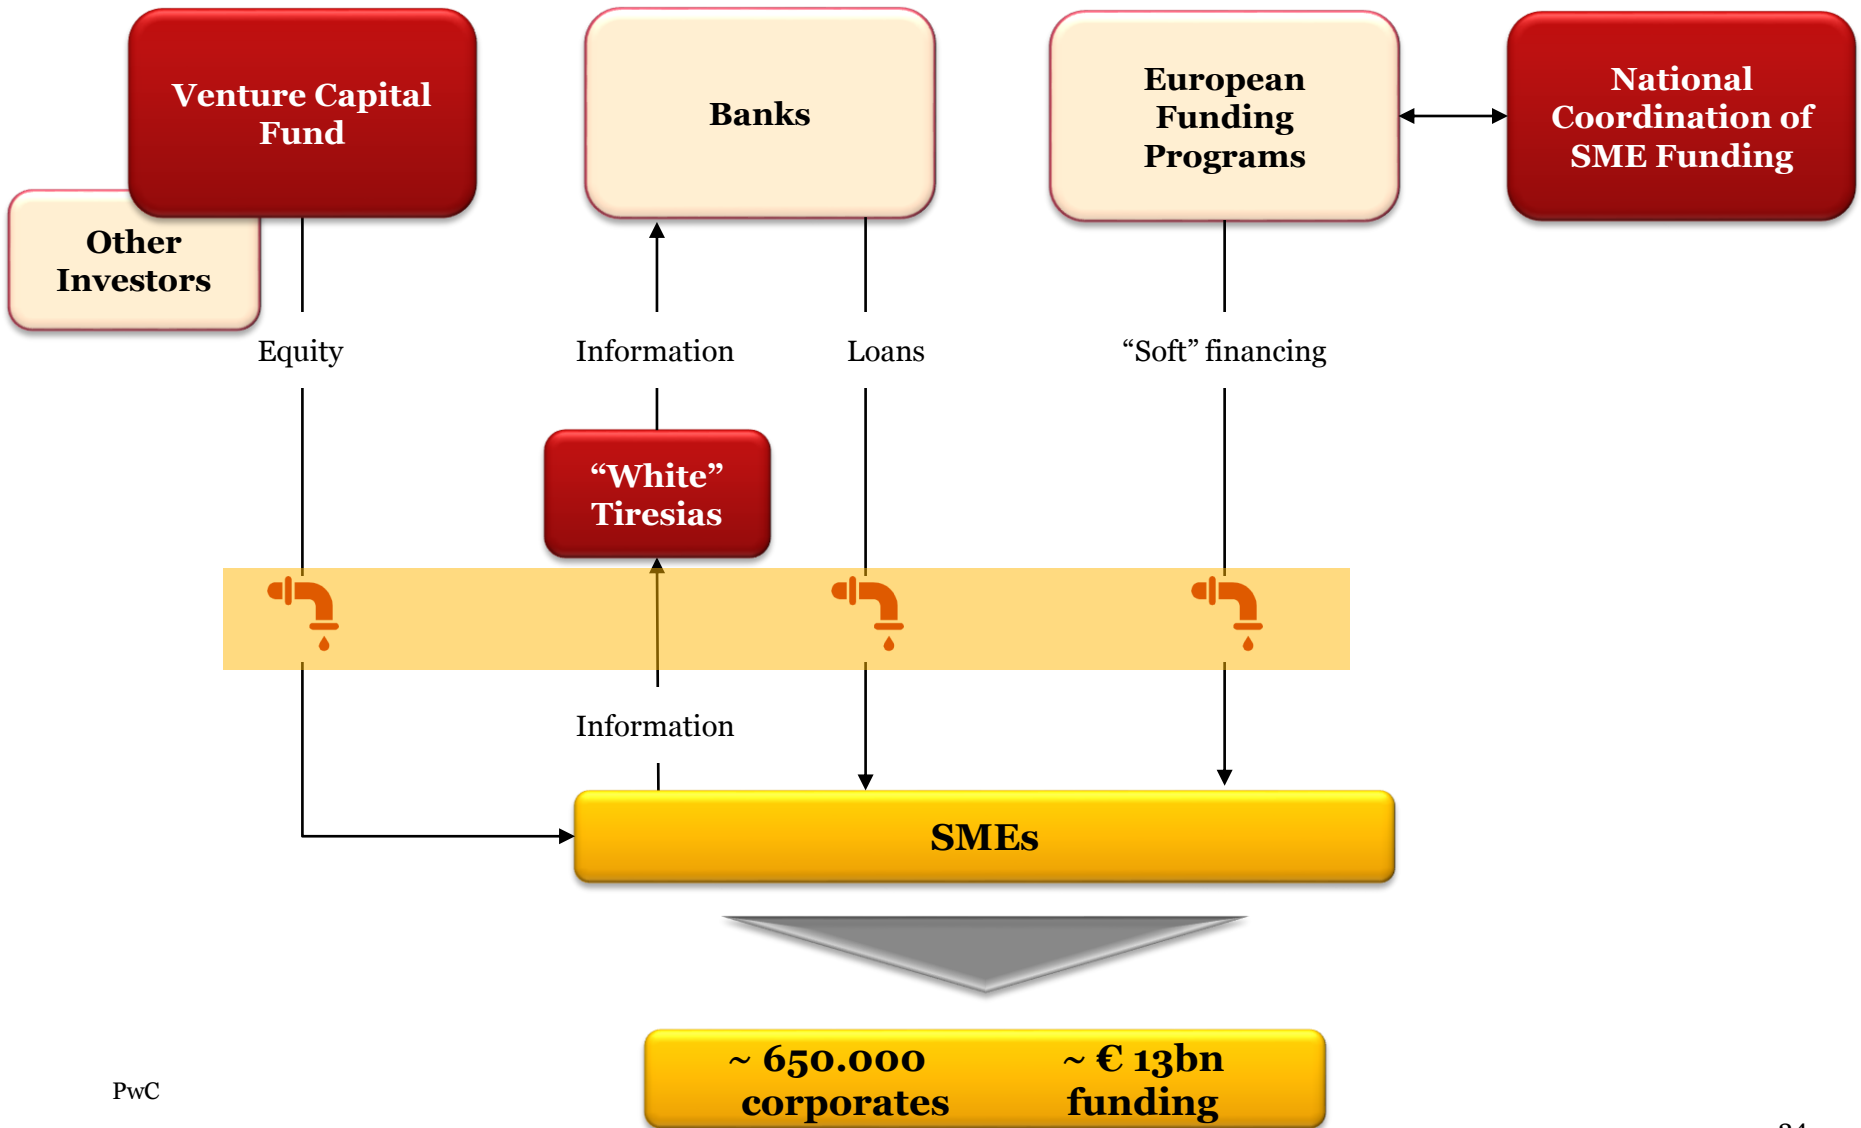 Venture Capital
Fund
Banks
European
Funding
Programs
National
Coordination of
SME Funding
Other
Investors
Equity
Information
Loans
“Soft” financing
“White”
Tiresias
Information
SMEs
~ 650.000
corporates
~ € 13bn
funding
PwC